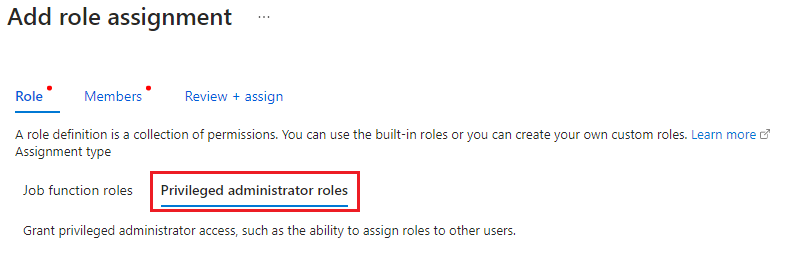 Add role assignment ...
Role Members Review + assign
A role definition is a collection of permissions. You can use the built-in roles or you can create your own custom roles. Learn more
Assignment type
Job function roles Privileged administrator roles
Grant privileged administrator access, such as the ability to assign roles to other users.